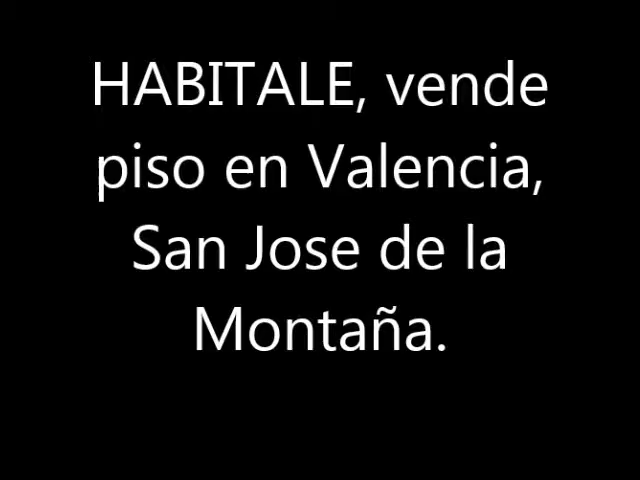 HABITALE, vende
piso en Valencia,
San Jose de la
Montaña.